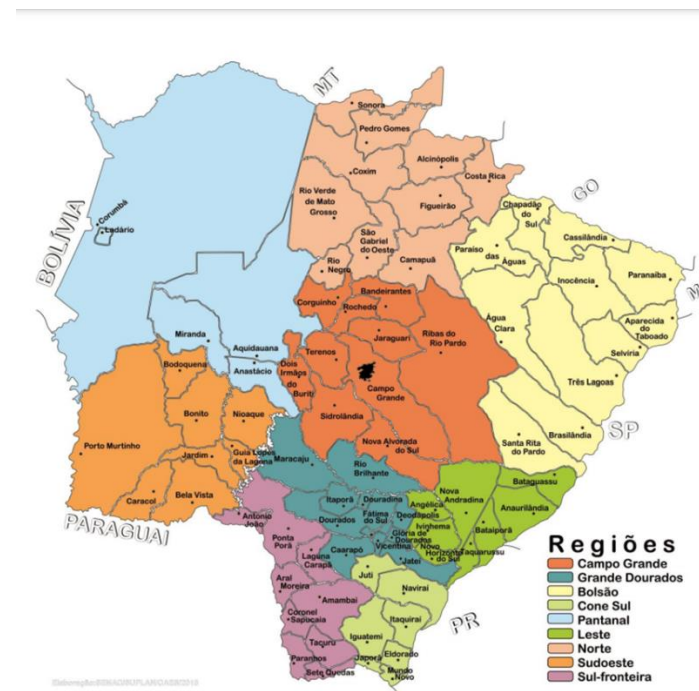 MT
GO
BOLÍVIA
PARAGUAI
SP
PR
Sonora
Pedro Gomes
Coxim
Alcinópolis
Costa Rica
Rio Verde
de Mato
Grosso
Figueirão
São
Gabriel
do Oeste
Rio
Negro
Camapuã
Chapadão
do
Sul
Cassilândia
Paraíso
das
Águas
Inocência
Paranaíba
Água
Clara
Aparecida
do
Taboado
Selvíria
Três Lagoas
Brasilândia
Santa Rita
do Pardo
Corumbá
Ladário
Miranda
Aquidauana
Anastácio
Corguinho
Bandeirantes
Rochedo
Jaraguari
Ribas do
Rio Pardo
Terenos
Dois
Irmãos
do
Buriti
Campo
Grande
Sidrolândia
Nova Alvorada
do Sul
Bodoquena
Bonito
Nioaque
Porto Murtinho
Jardim
Guia Lopes
da Laguna
Caracol
Bela Vista
Maracaju
Rio
Brilhante
Itaporã
Douradina
Dourados
Fátima
do Sul
Deodápolis
Glória de
Dourados
Vicentina
Caarapó
Jateí
Angélica
Nova
Andradina
Ivinhema
Novo
Horizonte
do Sul
Bataiporã
Taquarussu
Bataguassu
Anaurilândia
Antonio
João
Ponta
Porã
Laguna
Carapã
Aral
Moreira
Amambai
Coronel
Sapucaia
Tacuru
Paranhos
Sete Quedas
Juti
Naviraí
Itaquiraí
Iguatemi
Japorã
Eldorado
Mundo
Novo
Regiões
Campo Grande
Grande Dourados
Bolsão
Cone Sul
Pantanal
Leste
Norte
Sudoeste
Sul-fronteira